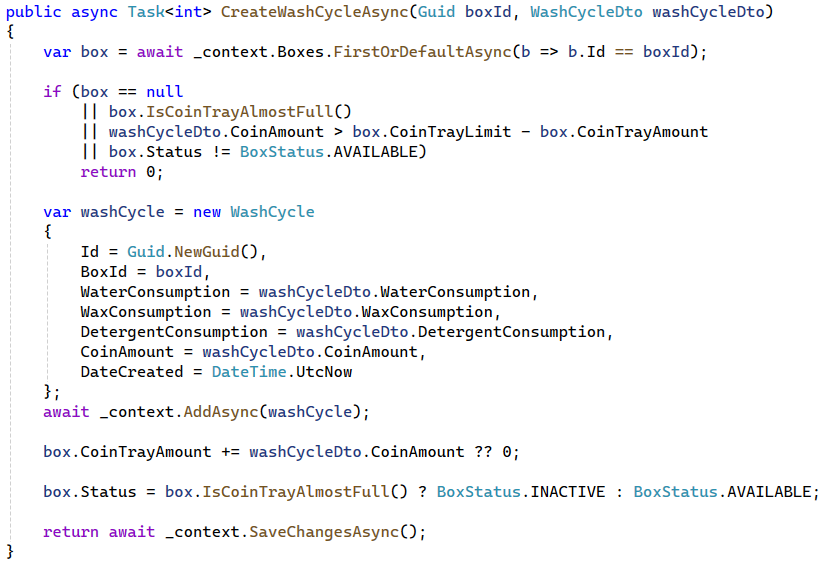 public async Task<int> CreateWashCycleAsync(Guid boxId, WashCycleDto washCycleDto)
{
    var box = await _context.Boxes.FirstOrDefaultAsync(b => b.Id == boxId);

    if (box == null
        || box.IsCoinTrayAlmostFull()
        || washCycleDto.CoinAmount > box.CoinTrayLimit - box.CoinTrayAmount
        || box.Status != BoxStatus.AVAILABLE)
        return 0;

    var washCycle = new WashCycle
    {
        Id = Guid.NewGuid(),
        BoxId = boxId,
        WaterConsumption = washCycleDto.WaterConsumption,
        WaxConsumption = washCycleDto.WaxConsumption,
        DetergentConsumption = washCycleDto.DetergentConsumption,
        CoinAmount = washCycleDto.CoinAmount,
        DateCreated = DateTime.UtcNow
    };
    await _context.AddAsync(washCycle);

    box.CoinTrayAmount += washCycleDto.CoinAmount ?? 0;

    box.Status = box.IsCoinTrayAlmostFull() ? BoxStatus.INACTIVE : BoxStatus.AVAILABLE;

    return await _context.SaveChangesAsync();
}